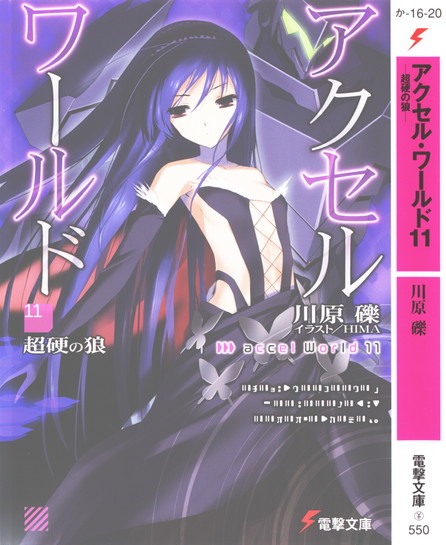 アクセル
ワールド
11
超硬の狼
川原 礫
イラスト／HIMA
accel World 11
電撃文庫
か-16-20
アクセル・ワールド11
―超硬の狼―
川原 礫
電撃文庫
¥
550